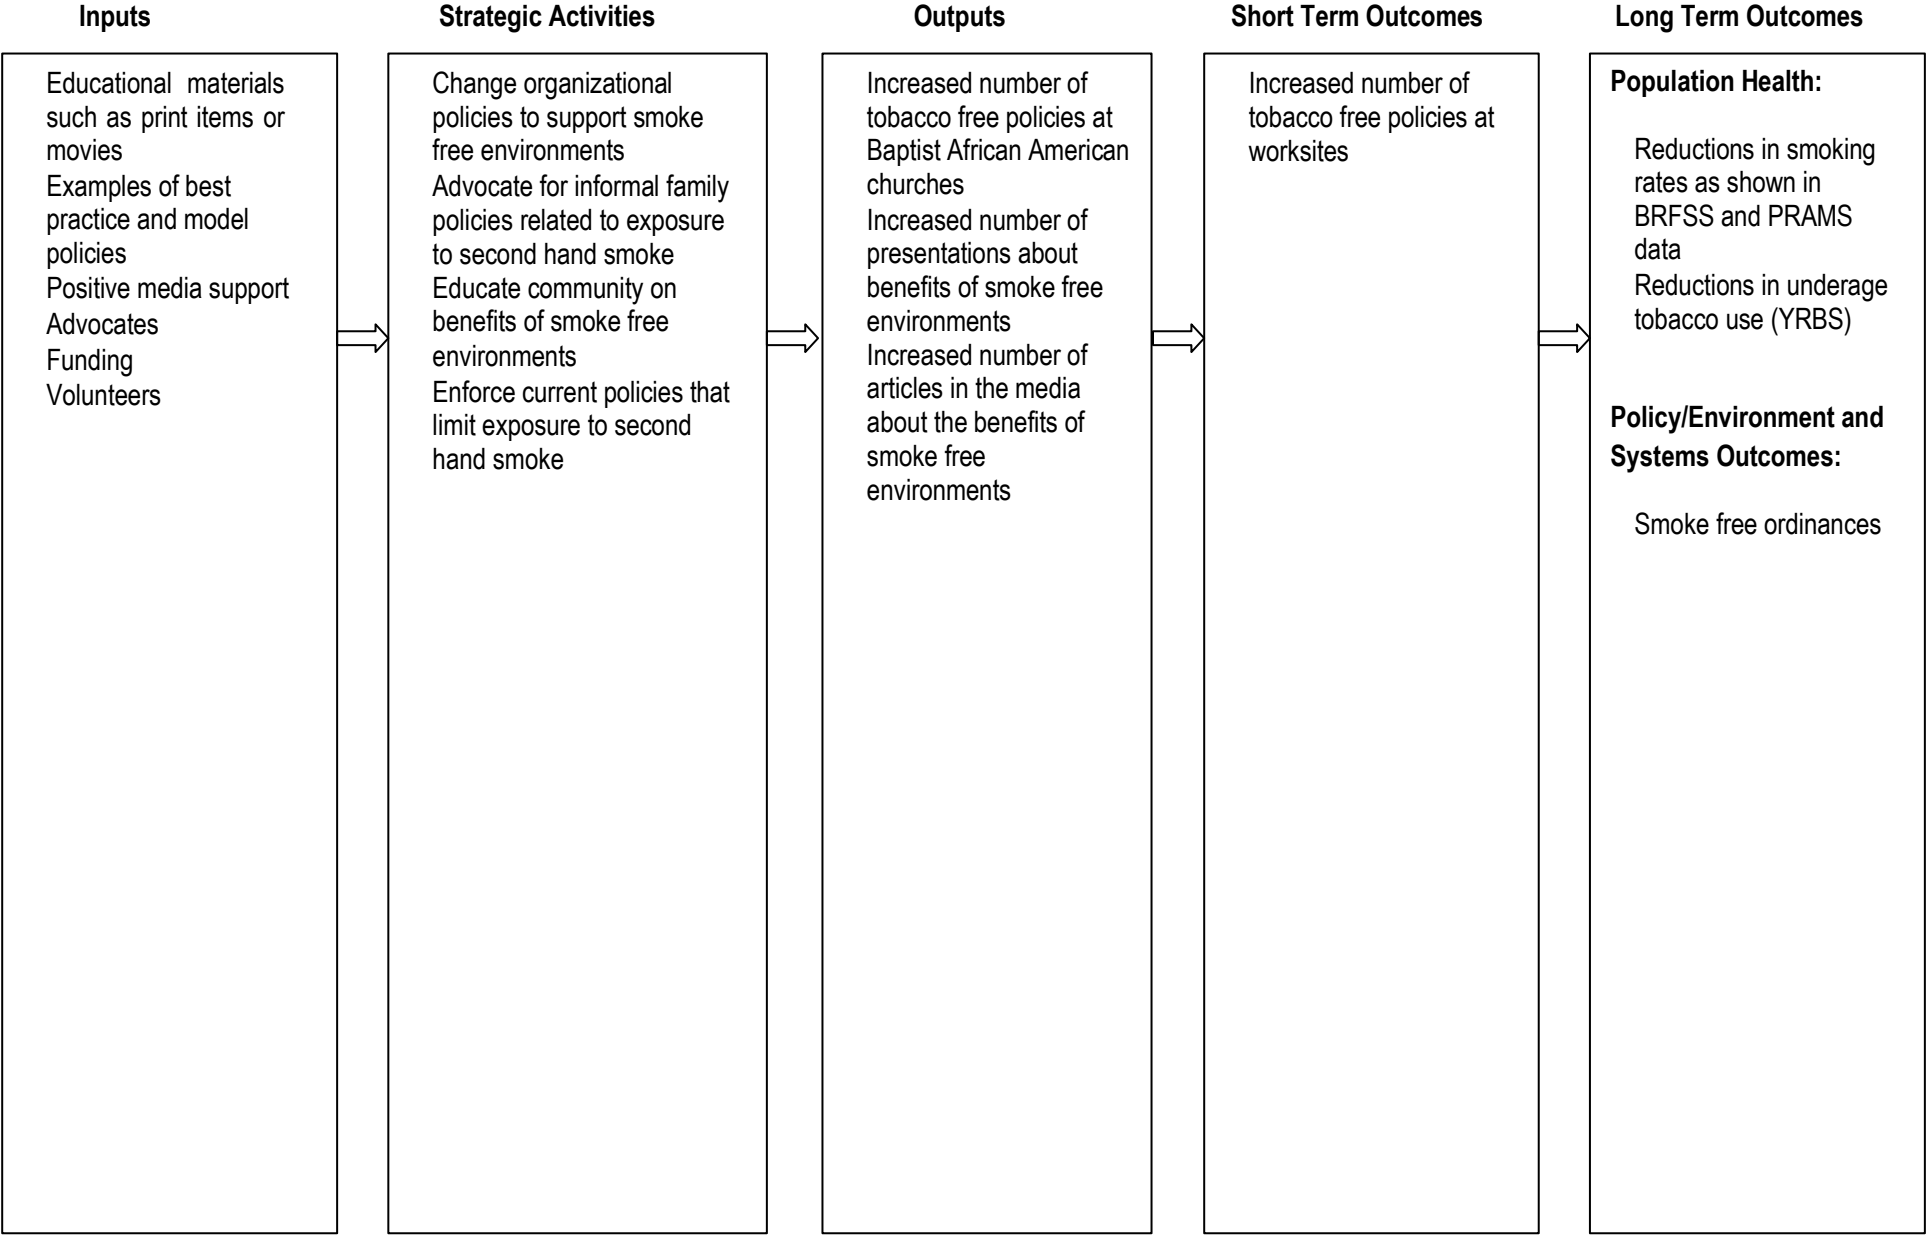 Inputs
Strategic Activities
Outputs
Short Term Outcomes
Long Term Outcomes
Educational materials
such as print items or
movies
Examples of best
practice and model
policies
Positive media support
Advocates
Funding
Volunteers
Change organizational
policies to support smoke
free environments
Advocate for informal family
policies related to exposure
to second hand smoke
Educate community on
benefits of smoke free
environments
Enforce current policies that
limit exposure to second
hand smoke
Increased number of
tobacco free policies at
Baptist African American
churches
Increased number of
presentations about
benefits of smoke free
environments
Increased number of
articles in the media
about the benefits of
smoke free
environments
Increased number of
tobacco free policies at
worksites
Population Health:
Reductions in smoking
rates as shown in
BRFSS and PRAMS
data
Reductions in underage
tobacco use (YRBS)
Policy/Environment and
Systems Outcomes:
Smoke free ordinances